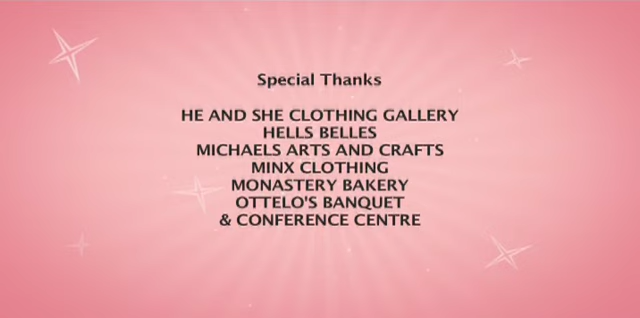 Special Thanks
HE AND SHE CLOTHING GALLERY
HELLS BELLES
MICHAELS ARTS AND CRAFTS
MINX CLOTHING
MONASTERY BAKERY
OTTELO'S BANQUET
& CONFERENCE CENTRE